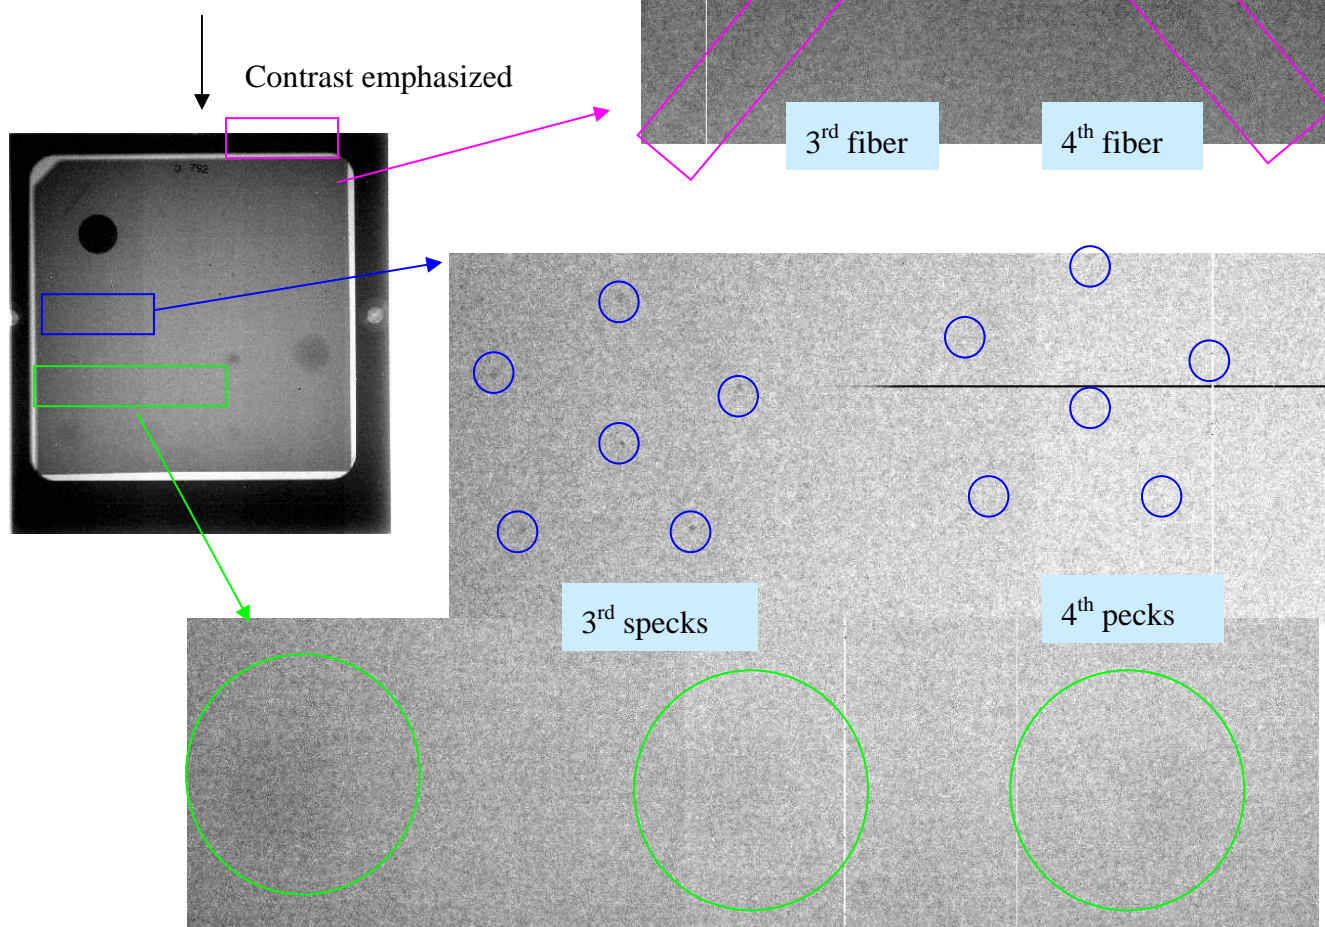 Contrast emphasized
3rd fiber
4th fiber
3rd specks
4th pecks